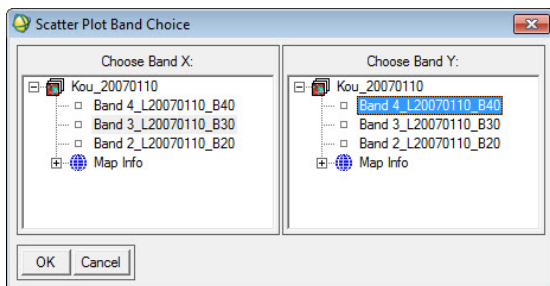 Scatter Plot Band Choice
Choose Band X:
Kou_20070110
Band 4_L20070110_B40
Band 3_L20070110_B30
Band 2_L20070110_B20
Map Info
Choose Band Y:
Kou_20070110
Band 4_L20070110_B40
Band 3_L20070110_B30
Band 2_L20070110_B20
Map Info
OK Cancel